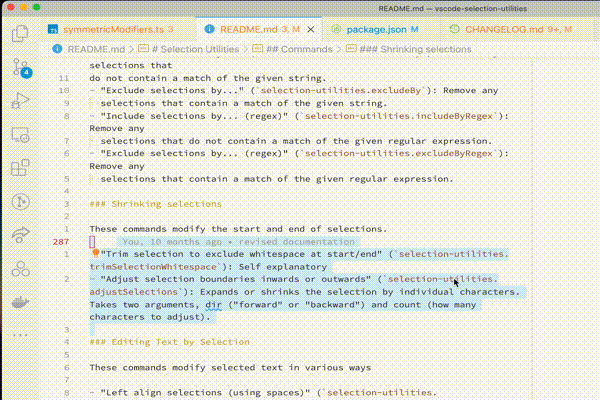 README.md — vscode-selection-utilities
symmetricModifiers.ts 3
README.md 3, M
package.json M
CHANGELOG.md 9+, M
README.md > # Selection Utilities > ## Commands > ### Shrinking selections
selections that
11 do not contain a match of the given string.
10 - "Exclude selections by..." (`selection-utilities.excludeBy`): Remove any
9 selections that contain a match of the given string.
8 - "Include selections by... (regex)" (`selection-utilities.includeByRegex`):
Remove any
7 selections that do not contain a match of the given regular expression.
6 - "Exclude selections by... (regex)" (`selection-utilities.excludeByRegex`):
Remove any
5 selections that contain a match of the given regular expression.
4
3 ### Shrinking selections
2
1 These commands modify the start and end of selections.
287 You, 10 months ago • revised documentation
1 "Trim selection to exclude whitespace at start/end" (`selection-utilities.
trimSelectionWhitespace`): Self explanatory
2 - "Adjust selection boundaries inwards or outwards" (`selection-utilities.
adjustSelections`): Expands or shrinks the selection by individual characters.
Takes two arguments, dir ("forward" or "backward") and count (how many
characters to adjust).
3
4 ### Editing Text by Selection
5
6 These commands modify selected text in various ways
7
8 - "Left align selections (using spaces)" (`selection-utilities.
4